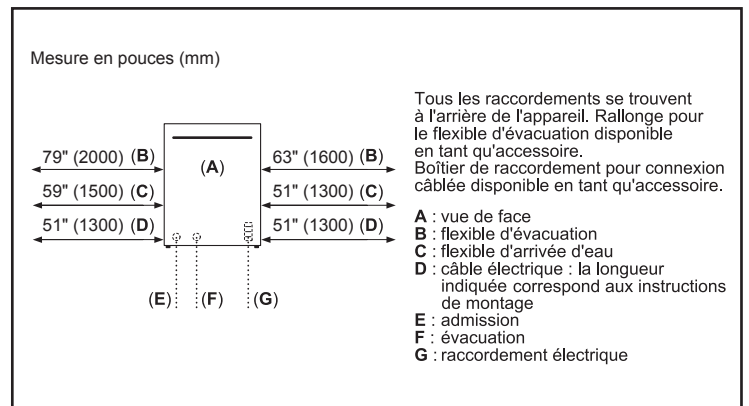 Mesure en pouces (mm)
79" (2000) (B)
63" (1600) (B)
(A)
59" (1500) (C)
51" (1300) (C)
51" (1300) (D)
51" (1300) (D)
(E)
(F)
(G)
Tous les raccordements se trouvent
à l'arrière de l'appareil. Rallonge pour
le flexible d'évacuation disponible
en tant qu'accessoire.
Boîtier de raccordement pour connexion
câblée disponible en tant qu'accessoire.
A : vue de face
B : flexible d'évacuation
C : flexible d'arrivée d'eau
D : câble électrique : la longueur
indiquée correspond aux instructions
de montage
E : admission
F : évacuation
G : raccordement électrique